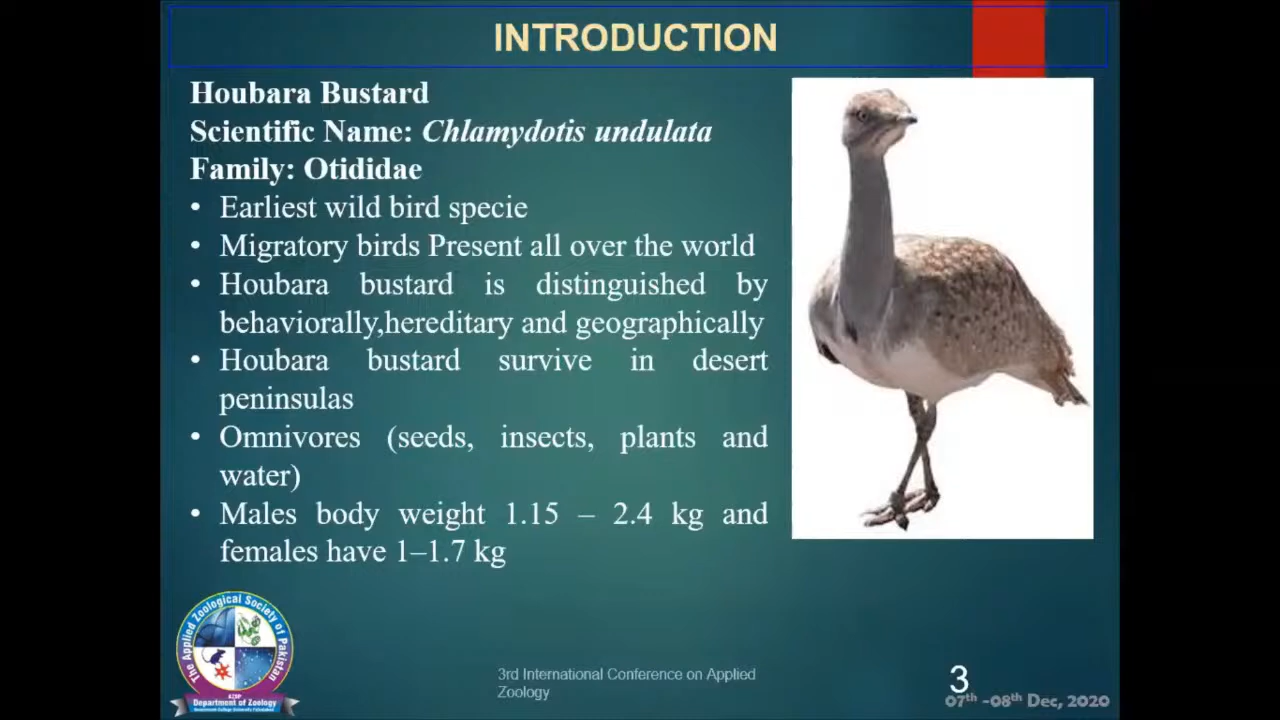 INTRODUCTION
Houbara Bustard
Scientific Name: Chlamydotis undulata
Family: Otididae
• Earliest wild bird specie
• Migratory birds Present all over the world
• Houbara bustard is distinguished by
behaviorally,hereditary and geographically
• Houbara bustard survive in desert
peninsulas
• Omnivores (seeds, insects, plants and
water)
• Males body weight 1.15 – 2.4 kg and
females have 1–1.7 kg
The Applied Zoological Society of Pakistan
AZSP
Department of Zoology
3rd International Conference on Applied
Zoology
3
07th -08th Dec, 2020